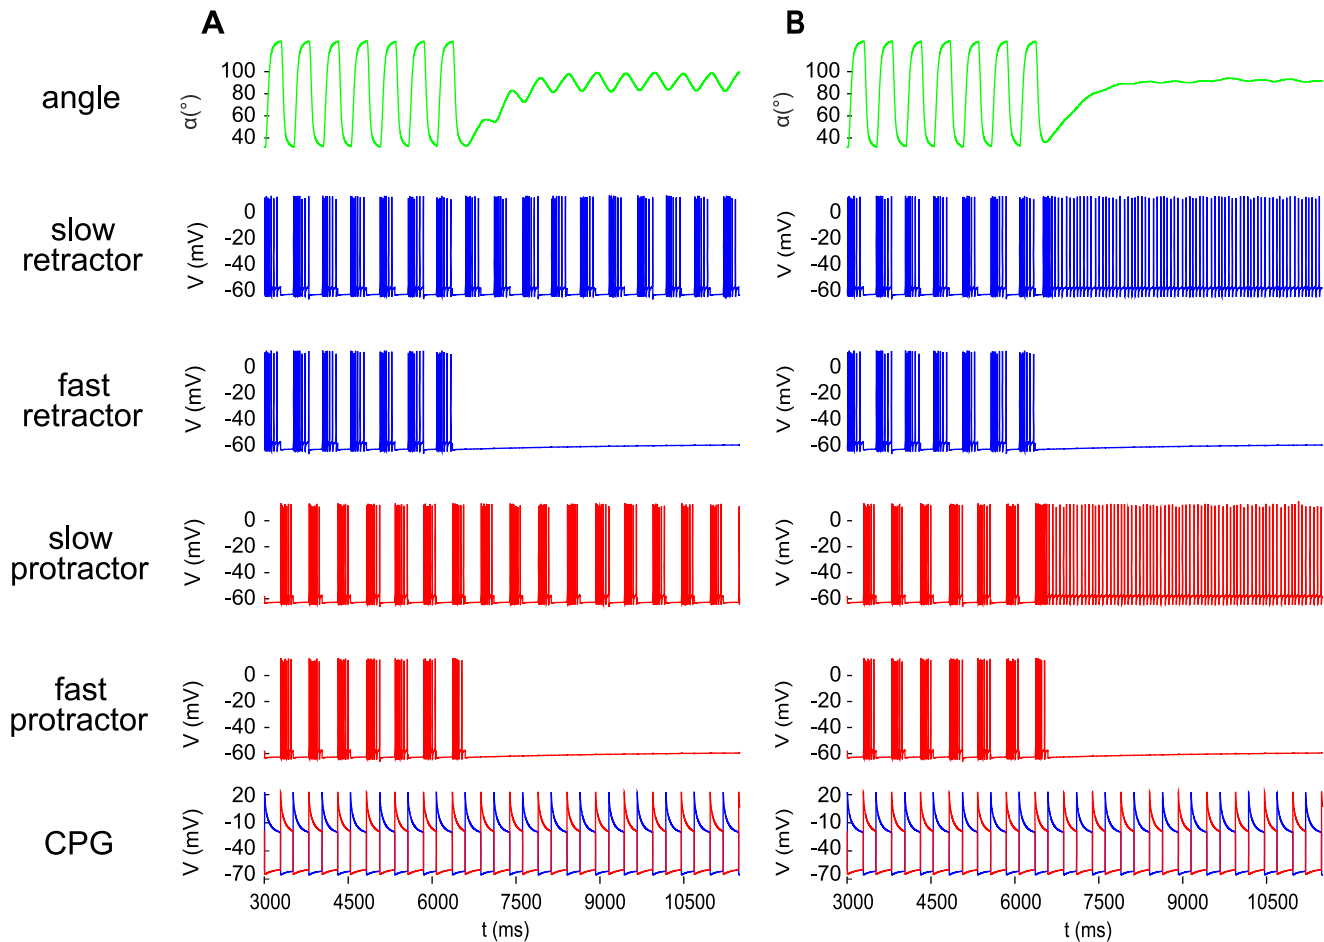 A
B
angle
α(°)
100
80
60
40
α(°)
100
80
60
40
slow
retractor
V (mV)
0
-20
-40
-60
V (mV)
0
-20
-40
-60
fast
retractor
V (mV)
0
-20
-40
-60
V (mV)
0
-20
-40
-60
slow
protractor
V (mV)
0
-20
-40
-60
V (mV)
0
-20
-40
-60
fast
protractor
V (mV)
0
-20
-40
-60
V (mV)
0
-20
-40
-60
CPG
V (mV)
20
-10
-40
-70
V (mV)
20
-10
-40
-70
3000 4500 6000 7500 9000 10500
3000 4500 6000 7500 9000 10500
t (ms)
t (ms)